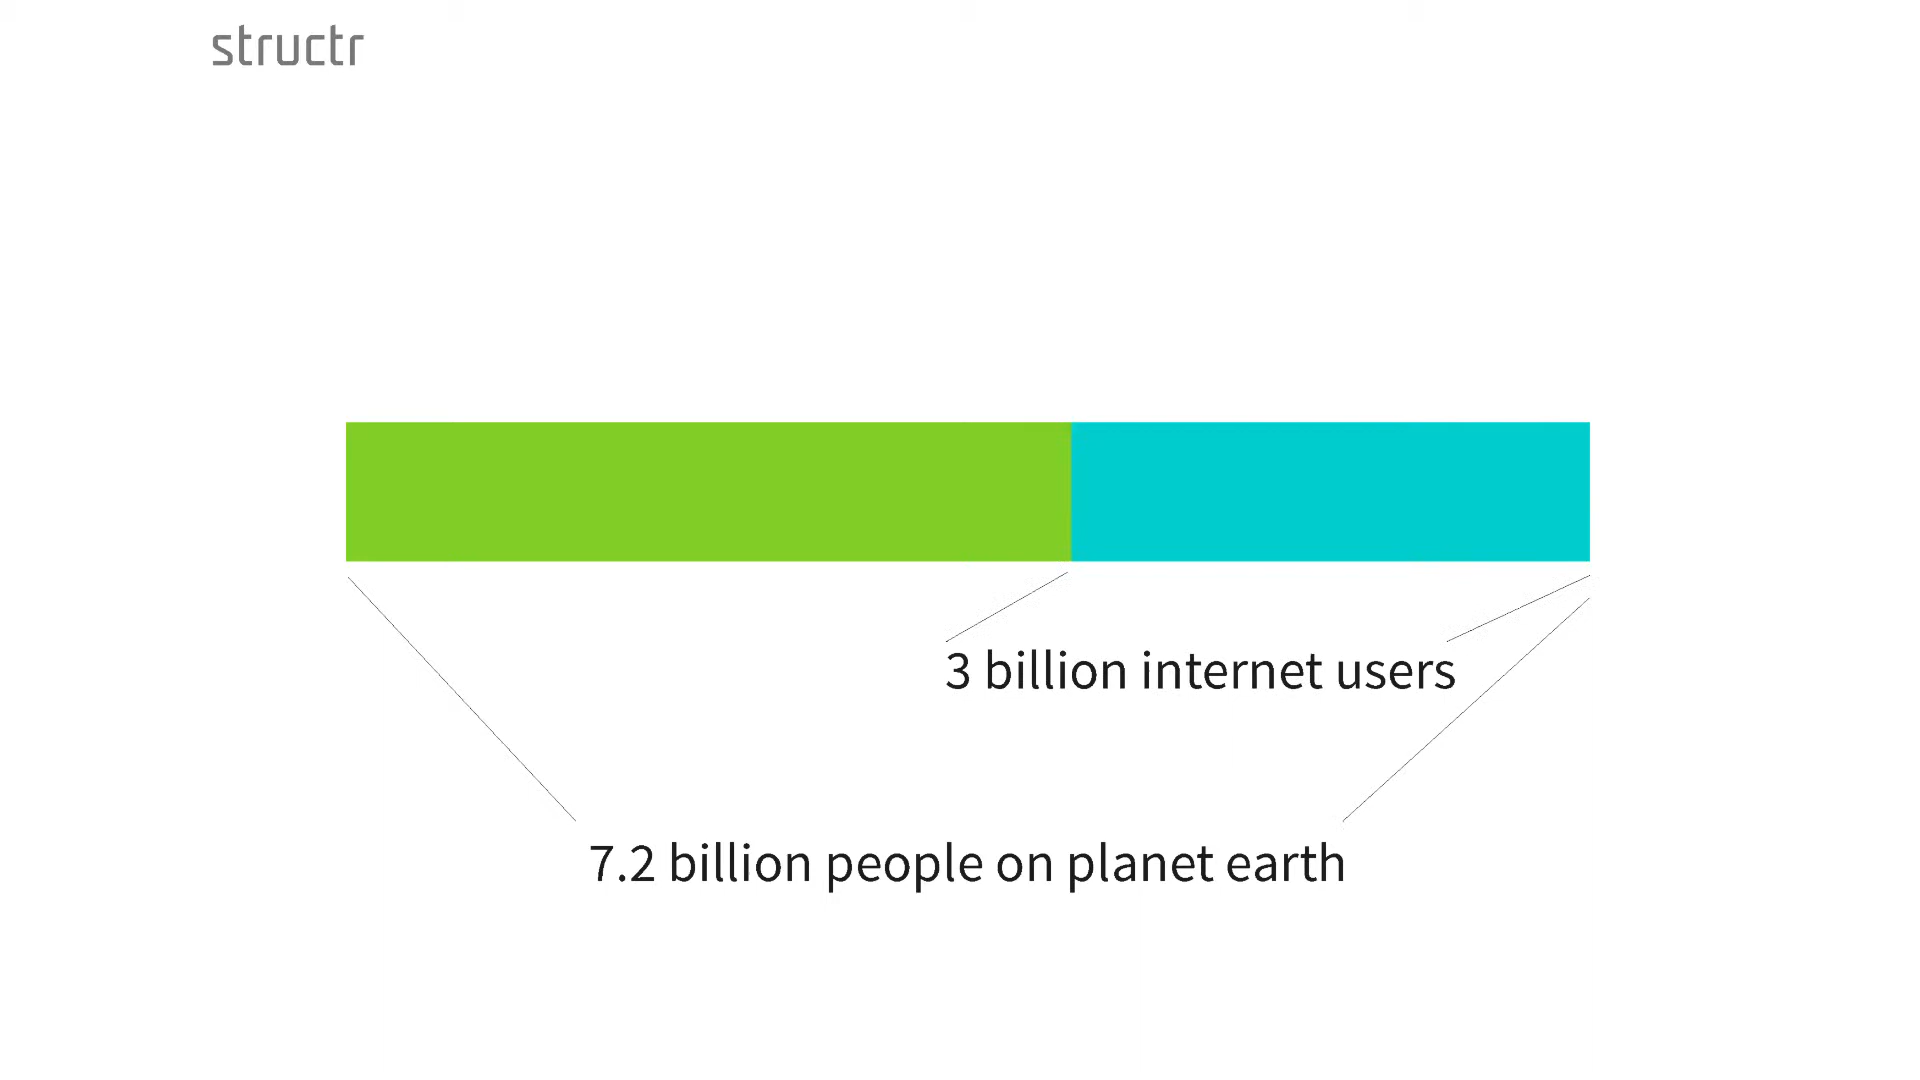 structr
3 billion internet users
7.2 billion people on planet earth